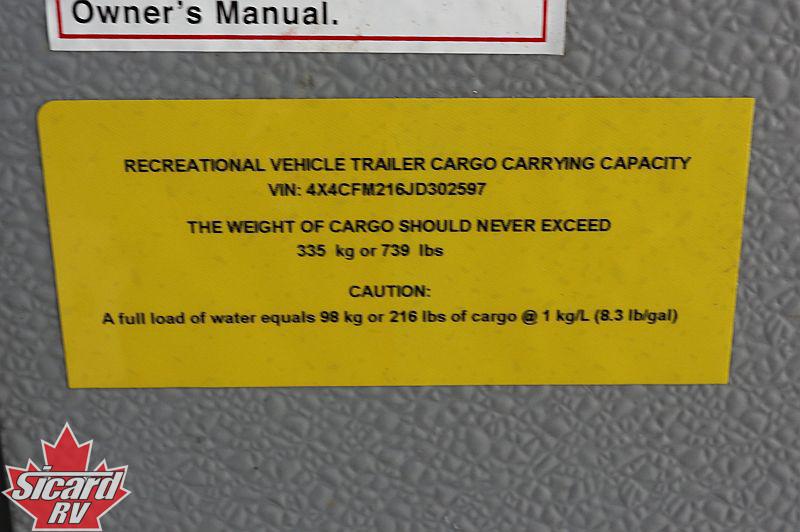 Owner's Manual.
RECREATIONAL VEHICLE TRAILER CARGO CARRYING CAPACITY
VIN: 4X4CFM216JD302597
THE WEIGHT OF CARGO SHOULD NEVER EXCEED
335 kg or 739 lbs
CAUTION:
A full load of water equals 98 kg or 216 lbs of cargo @ 1 kg/L (8.3 lb/gal)
Sicard
RV